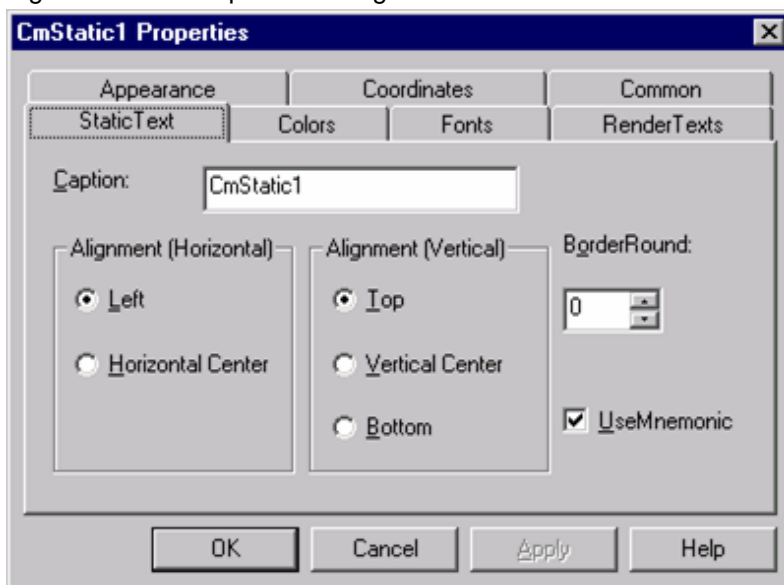 CmStatic1 Properties
Appearance Coordinates Common
StaticText Colors Fonts RenderTexts
Caption: CmStatic1
Alignment (Horizontal) Alignment (Vertical) BorderRound:
Left Top 0
Horizontal Center Vertical Center
Bottom UseMnemonic
OK Cancel Apply Help